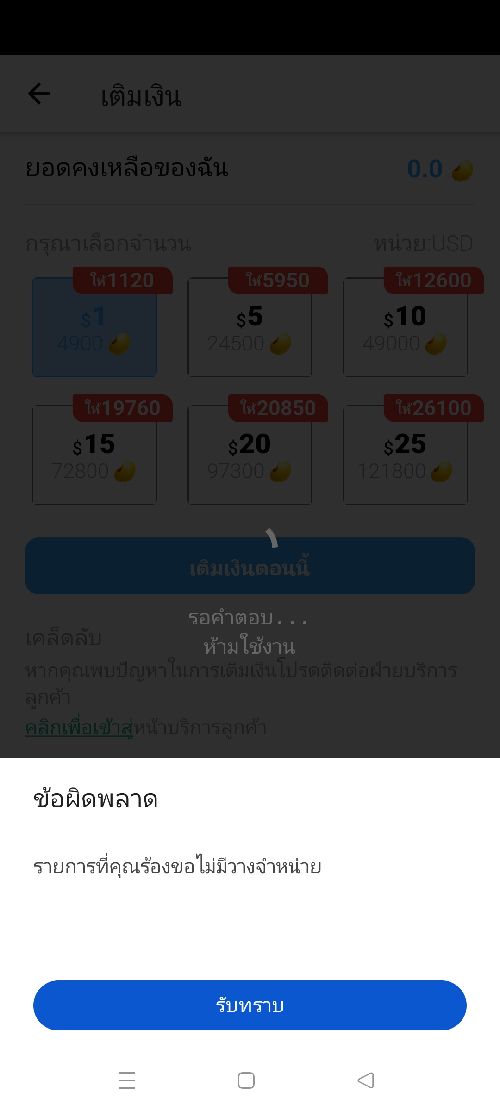 เติมเงิน
ยอดคงเหลือของฉัน 0.0
กรุณาเลือกจำนวน หน่วย:USD
ให้1120 ให้5950 ให้12600
$1 $5 $10
4900 24500 49000
ให้19760 ให้20850 ให้26100
$15 $20 $25
72800 97300 121800
เติมเงินตอนนี้
รอคำตอบ...
ห้ามใช้งาน
เคล็ดลับ
หากคุณพบปัญหาในการเติมเงินโปรดติดต่อฝ่ายบริการ
ลูกค้า
คลิกเพื่อเข้าสู่หน้าบริการลูกค้า
ข้อผิดพลาด
รายการที่คุณร้องขอไม่มีวางจำหน่าย
รับทราบ